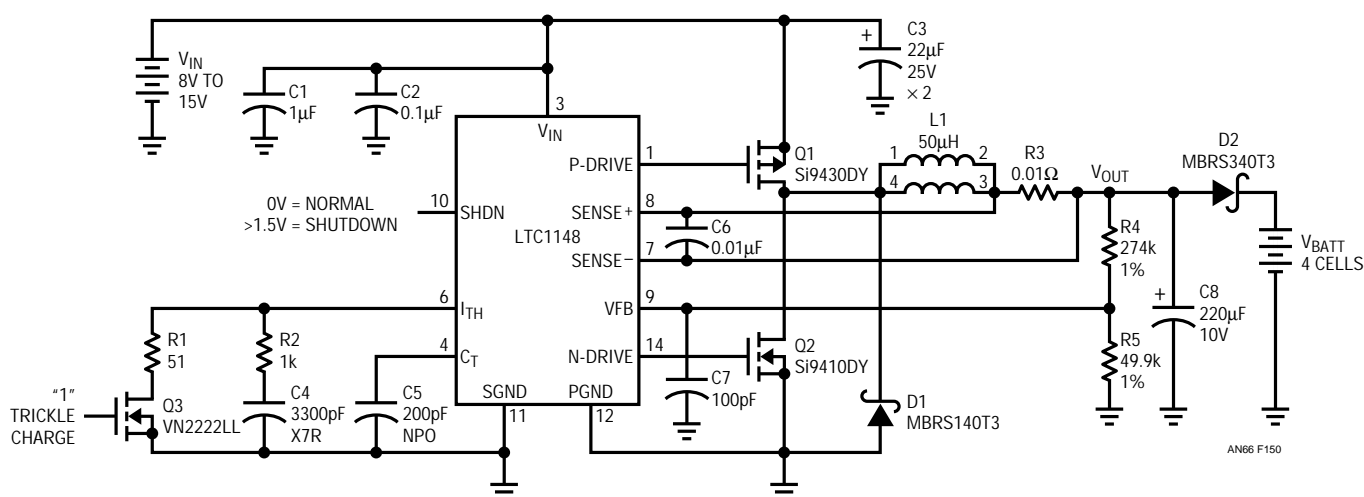 VIN
8V TO
15V
C1
1µF
C2
0.1µF
3
VIN
C3
22µF
25V
× 2
+
P-DRIVE
1
Q1
Si9430DY
L1
50µH
1
2
4
3
R3
0.01Ω
VOUT
D2
MBRS340T3
0V = NORMAL
>1.5V = SHUTDOWN
10
SHDN
LTC1148
SENSE+
8
C6
0.01µF
SENSE–
7
R4
274k
1%
VBATT
4 CELLS
6
ITH
VFB
9
+
C8
220µF
10V
R1
51
R2
1k
4
CT
N-DRIVE
14
Q2
Si9410DY
R5
49.9k
1%
"1"
TRICKLE
CHARGE
Q3
VN2222LL
C4
3300pF
X7R
C5
200pF
NPO
SGND
11
PGND
12
C7
100pF
D1
MBRS140T3
AN66 F150